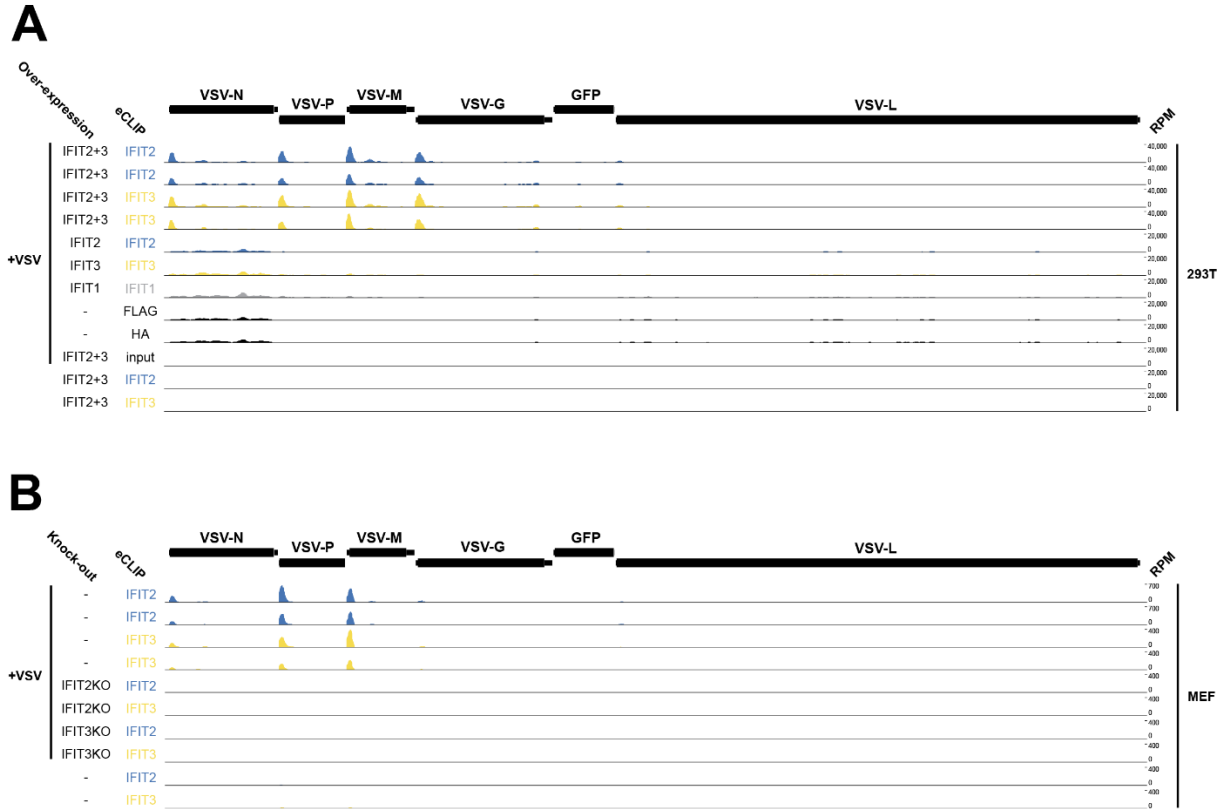 A
Over-expression eCLIP VSV-N VSV-P VSV-M VSV-G GFP VSV-L RPM
IFIT2+3 IFIT2 40,000 0
IFIT2+3 IFIT2 40,000 0
IFIT2+3 IFIT3 40,000 0
IFIT2+3 IFIT3 40,000 0
IFIT2 IFIT2 20,000 0
+VSV
IFIT3 IFIT3 20,000 0
293T
IFIT1 IFIT1 20,000 0
- FLAG 20,000 0
- HA 20,000 0
IFIT2+3 input 20,000 0
IFIT2+3 IFIT2 20,000 0
IFIT2+3 IFIT3 20,000 0
B
Knock-out eCLIP VSV-N VSV-P VSV-M VSV-G GFP VSV-L RPM
- IFIT2 700 0
- IFIT2 700 0
- IFIT3 400 0
- IFIT3 400 0
+VSV
IFIT2KO IFIT2 400 0
MEF
IFIT2KO IFIT3 400 0
IFIT3KO IFIT2 400 0
IFIT3KO IFIT3 400 0
- IFIT2 400 0
- IFIT3 400 0